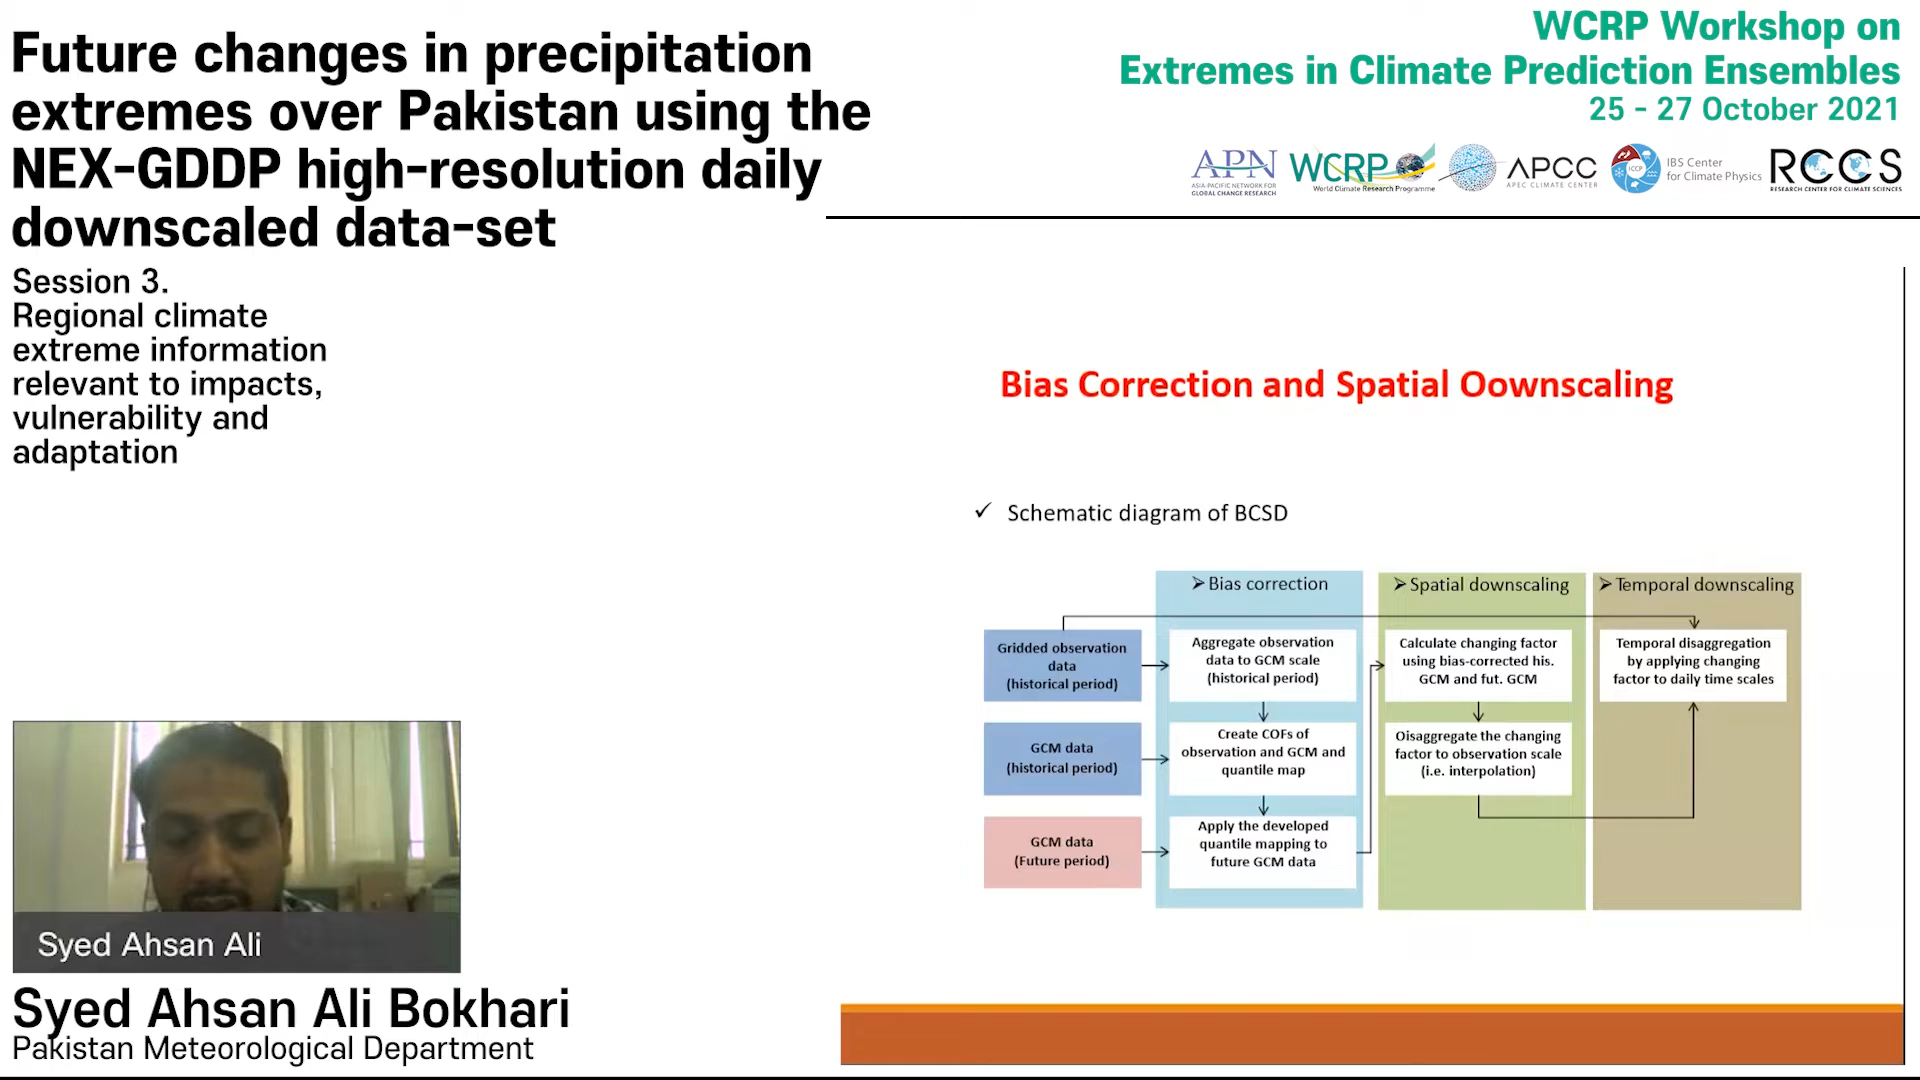 Future changes in precipitation
extremes over Pakistan using the
NEX-GDDP high-resolution daily
downscaled data-set
Session 3.
Regional climate
extreme information
relevant to impacts,
vulnerability and
adaptation
WCRP Workshop on
Extremes in Climate Prediction Ensembles
25 - 27 October 2021
APN
ASIA-PACIFIC NETWORK FOR
GLOBAL CHANGE RESEARCH
WCRP
World Climate Research Programme
APCC
APEC CLIMATE CENTER
ICCP
IBS Center
for Climate Physics
RCCS
RESEARCH CENTER FOR CLIMATE SCIENCES
Bias Correction and Spatial Oownscaling
✓ Schematic diagram of BCSD
➢ Bias correction
➢ Spatial downscaling
➢ Temporal downscaling
Gridded observation
data
(historical period)
Aggregate observation
data to GCM scale
(historical period)
Calculate changing factor
using bias-corrected his.
GCM and fut. GCM
Temporal disaggregation
by applying changing
factor to daily time scales
GCM data
(historical period)
Create COFs of
observation and GCM and
quantile map
Oisaggregate the changing
factor to observation scale
(i.e. interpolation)
GCM data
(Future period)
Apply the developed
quantile mapping to
future GCM data
Syed Ahsan Ali
Syed Ahsan Ali Bokhari
Pakistan Meteorological Department